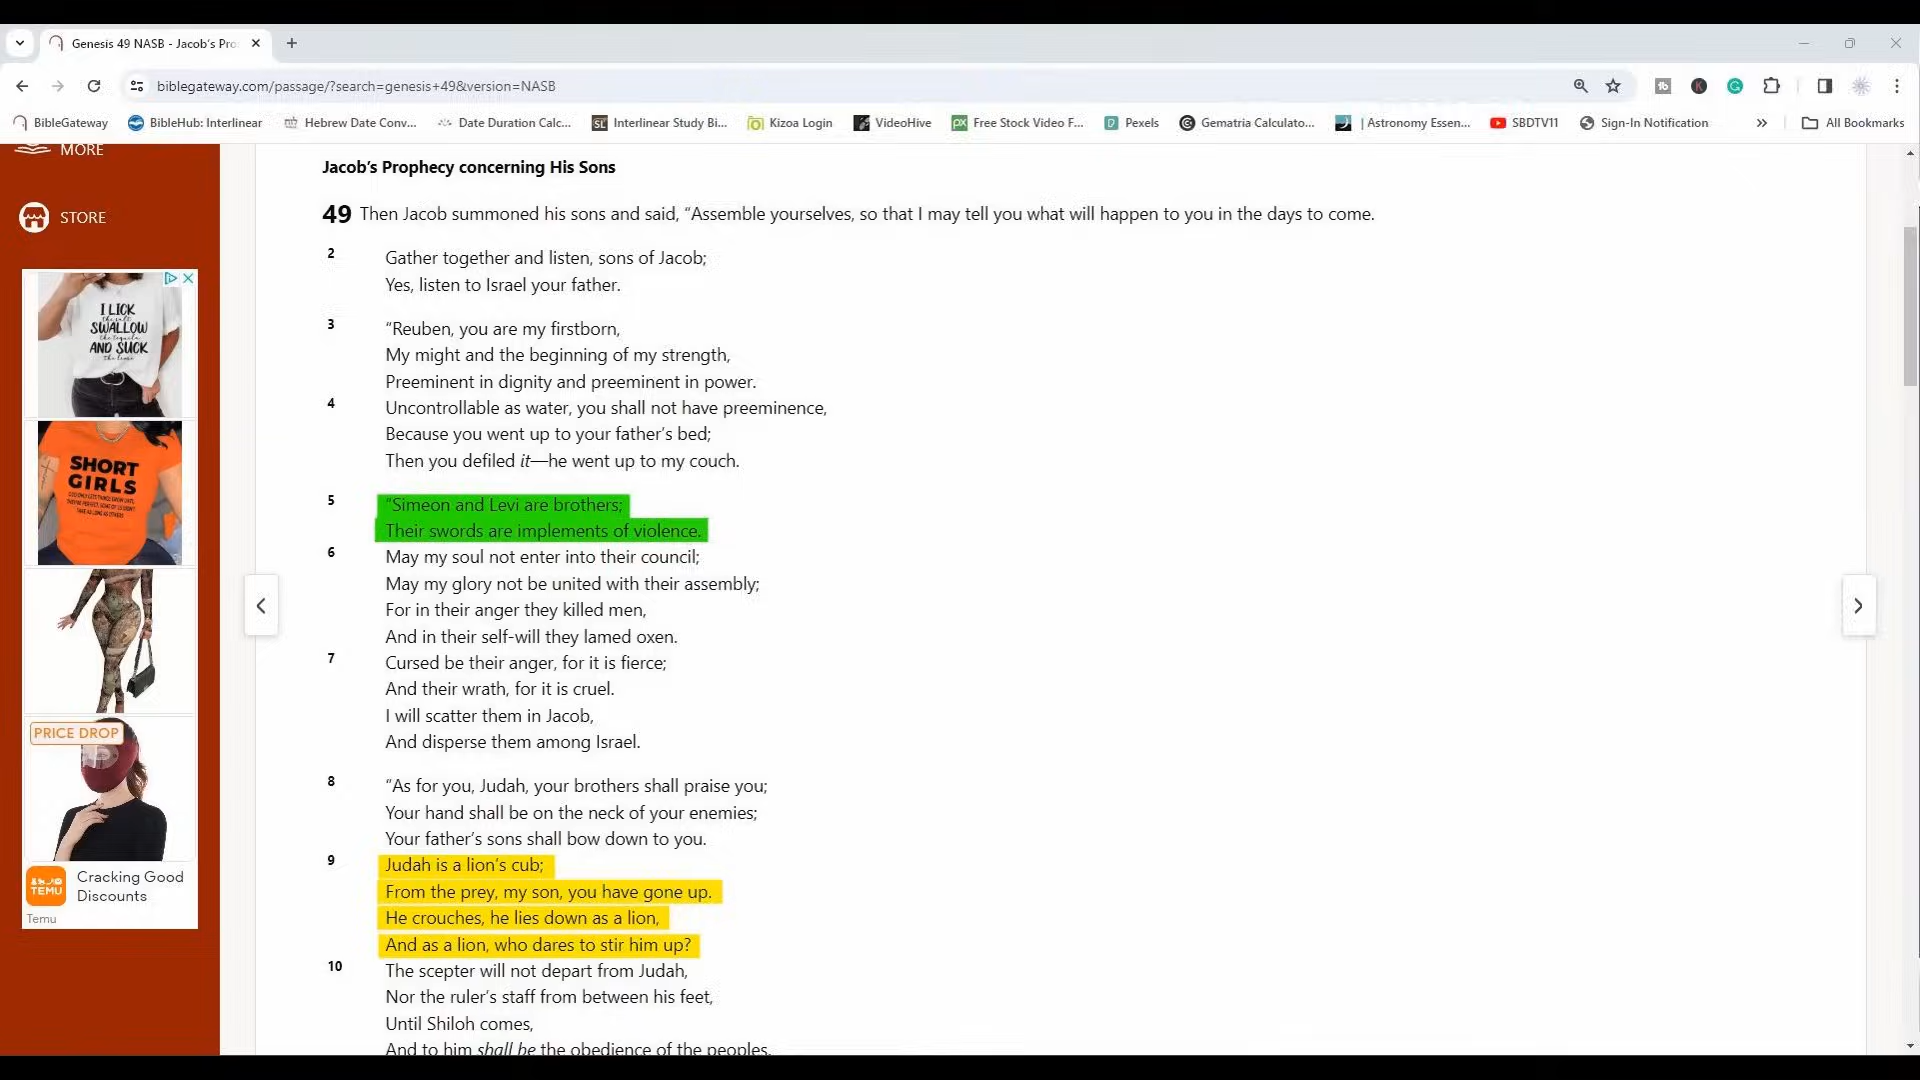 Genesis 49 NASB - Jacob's Pro
biblegateway.com/passage/?search=genesis+49&version=NASB
BibleGateway
BibleHub: Interlinear
Hebrew Date Conv...
Date Duration Calc...
Interlinear Study Bi...
Kizoa Login
VideoHive
Free Stock Video F...
Pexels
Gematria Calculato...
| Astronomy Essen...
SBDTV11
Sign-In Notification
All Bookmarks
MORE
STORE
I LICK
the salt
SWALLOW
the tequila
AND SUCK
the lime
SHORT
GIRLS
PRICE DROP
TEMU
Cracking Good
Discounts
Temu
Jacob's Prophecy concerning His Sons
49 Then Jacob summoned his sons and said, "Assemble yourselves, so that I may tell you what will happen to you in the days to come.
2 Gather together and listen, sons of Jacob;
Yes, listen to Israel your father.
3 "Reuben, you are my firstborn,
My might and the beginning of my strength,
Preeminent in dignity and preeminent in power.
4 Uncontrollable as water, you shall not have preeminence,
Because you went up to your father's bed;
Then you defiled it—he went up to my couch.
5 "Simeon and Levi are brothers;
Their swords are implements of violence.
6 May my soul not enter into their council;
May my glory not be united with their assembly;
For in their anger they killed men,
And in their self-will they lamed oxen.
7 Cursed be their anger, for it is fierce;
And their wrath, for it is cruel.
I will scatter them in Jacob,
And disperse them among Israel.
8 "As for you, Judah, your brothers shall praise you;
Your hand shall be on the neck of your enemies;
Your father's sons shall bow down to you.
9 Judah is a lion's cub;
From the prey, my son, you have gone up.
He crouches, he lies down as a lion,
And as a lion, who dares to stir him up?
10 The scepter will not depart from Judah,
Nor the ruler's staff from between his feet,
Until Shiloh comes,
And to him shall be the obedience of the peoples.